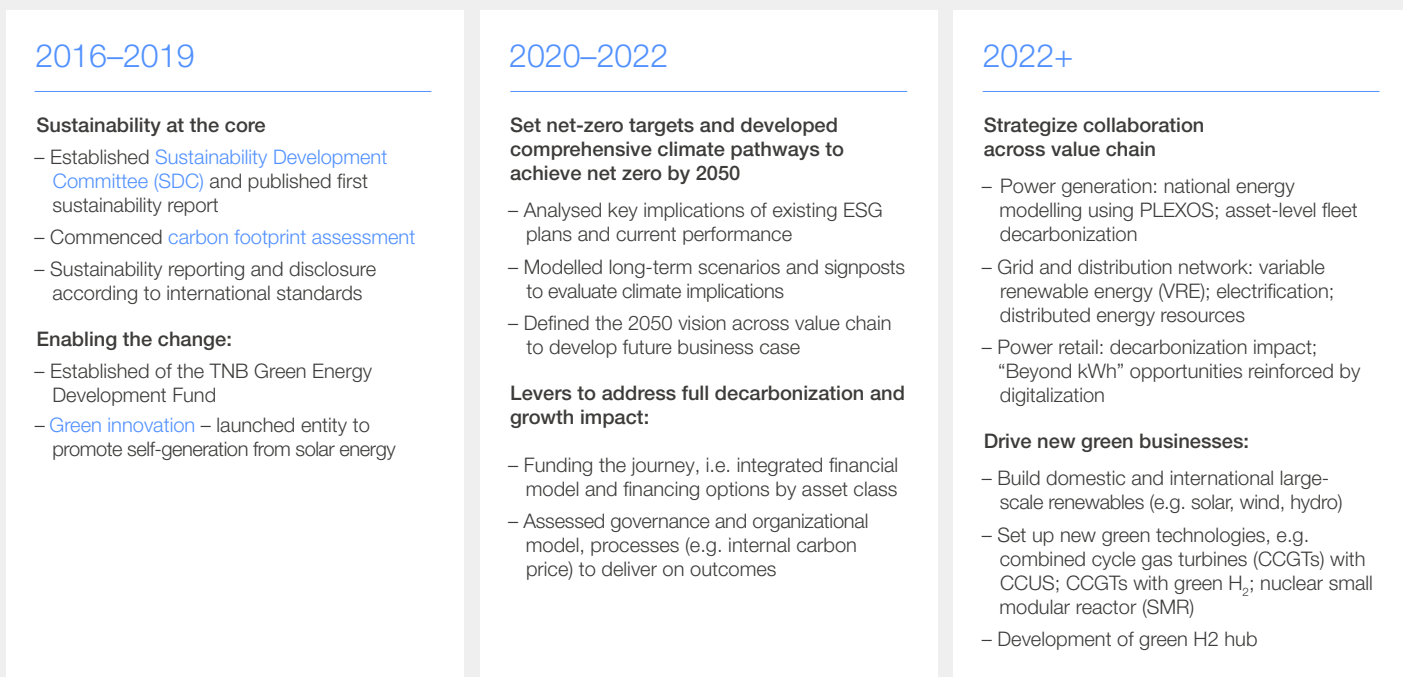 2016–2019
Sustainability at the core
– Established Sustainability Development
Committee (SDC) and published first
sustainability report
– Commenced carbon footprint assessment
– Sustainability reporting and disclosure
according to international standards
Enabling the change:
– Established of the TNB Green Energy
Development Fund
– Green innovation – launched entity to
promote self-generation from solar energy
2020–2022
Set net-zero targets and developed
comprehensive climate pathways to
achieve net zero by 2050
– Analysed key implications of existing ESG
plans and current performance
– Modelled long-term scenarios and signposts
to evaluate climate implications
– Defined the 2050 vision across value chain
to develop future business case
Levers to address full decarbonization and
growth impact:
– Funding the journey, i.e. integrated financial
model and financing options by asset class
– Assessed governance and organizational
model, processes (e.g. internal carbon
price) to deliver on outcomes
2022+
Strategize collaboration
across value chain
– Power generation: national energy
modelling using PLEXOS; asset-level fleet
decarbonization
– Grid and distribution network: variable
renewable energy (VRE); electrification;
distributed energy resources
– Power retail: decarbonization impact;
“Beyond kWh” opportunities reinforced by
digitalization
Drive new green businesses:
– Build domestic and international large-
scale renewables (e.g. solar, wind, hydro)
– Set up new green technologies, e.g.
combined cycle gas turbines (CCGTs) with
CCUS; CCGTs with green H₂; nuclear small
modular reactor (SMR)
– Development of green H2 hub